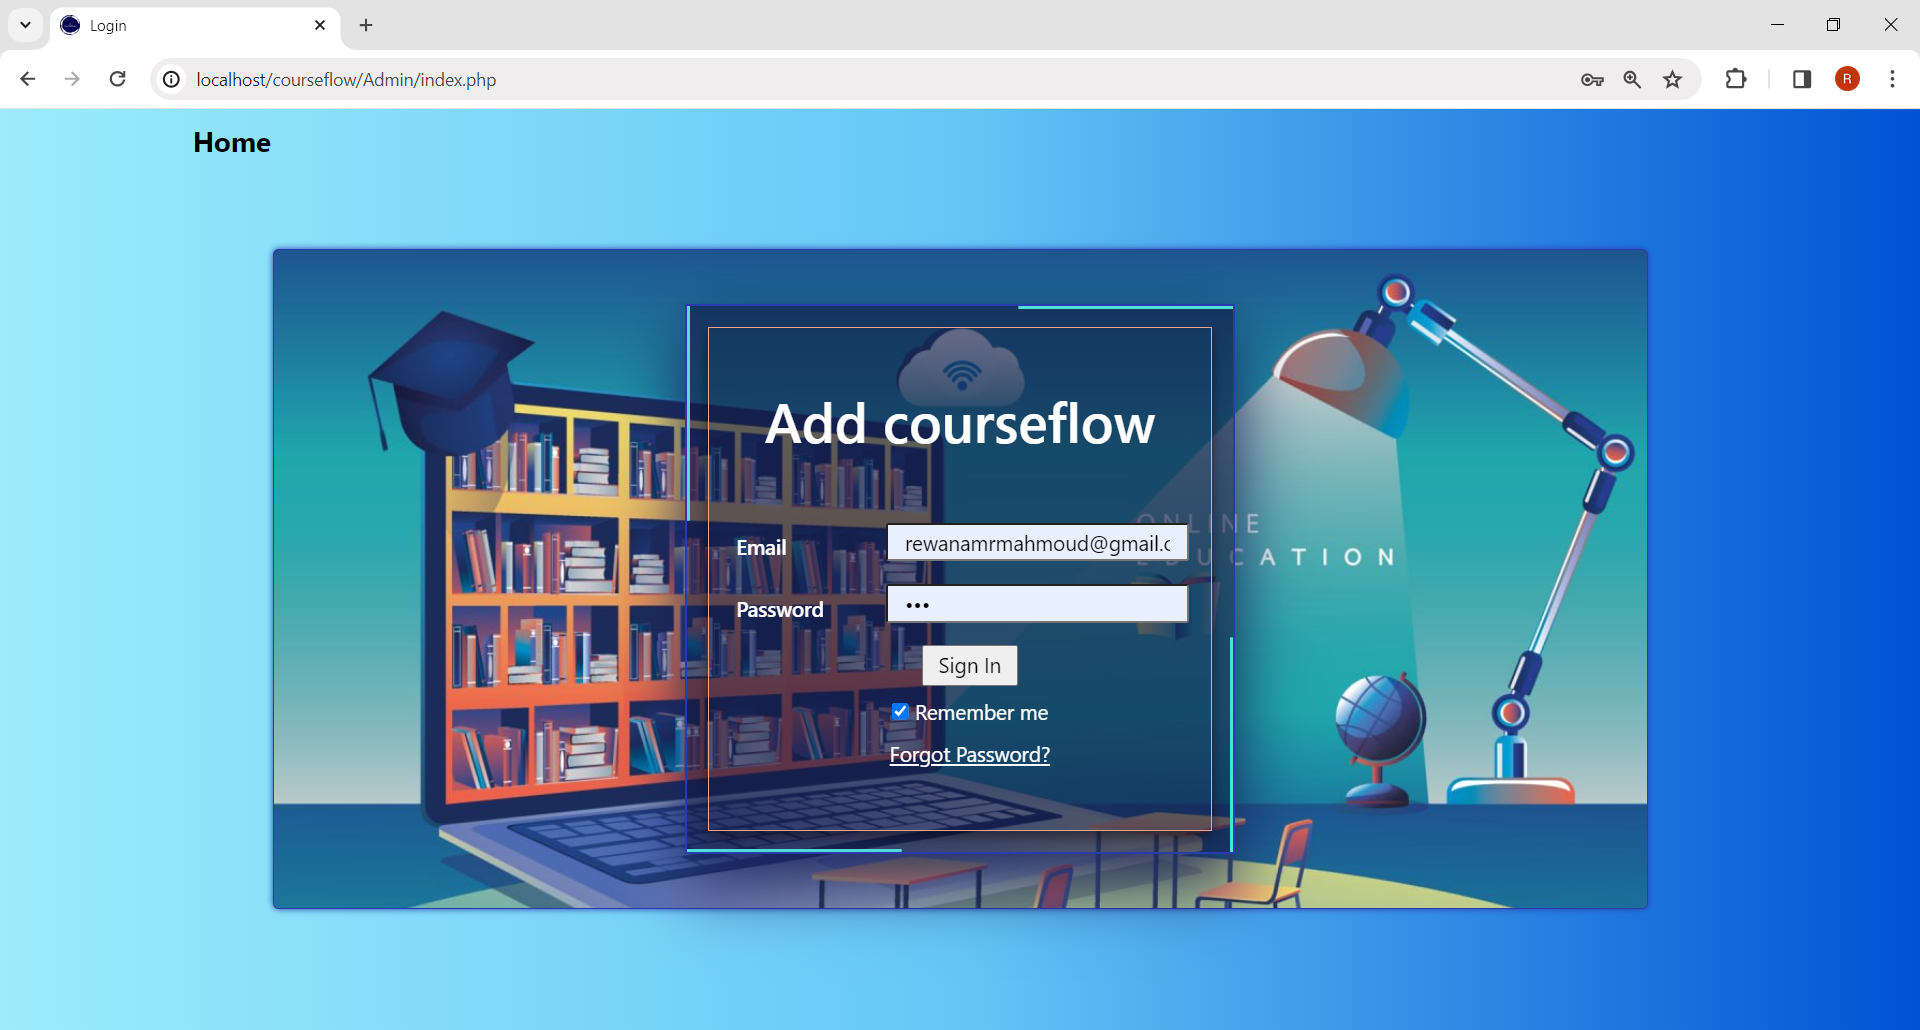 Login
localhost/courseflow/Admin/index.php
R
Home
Add courseflow
ONLINE
EDUCATION
Email
rewanamrmahmoud@gmail.c
Password
•••
Sign In
Remember me
Forgot Password?